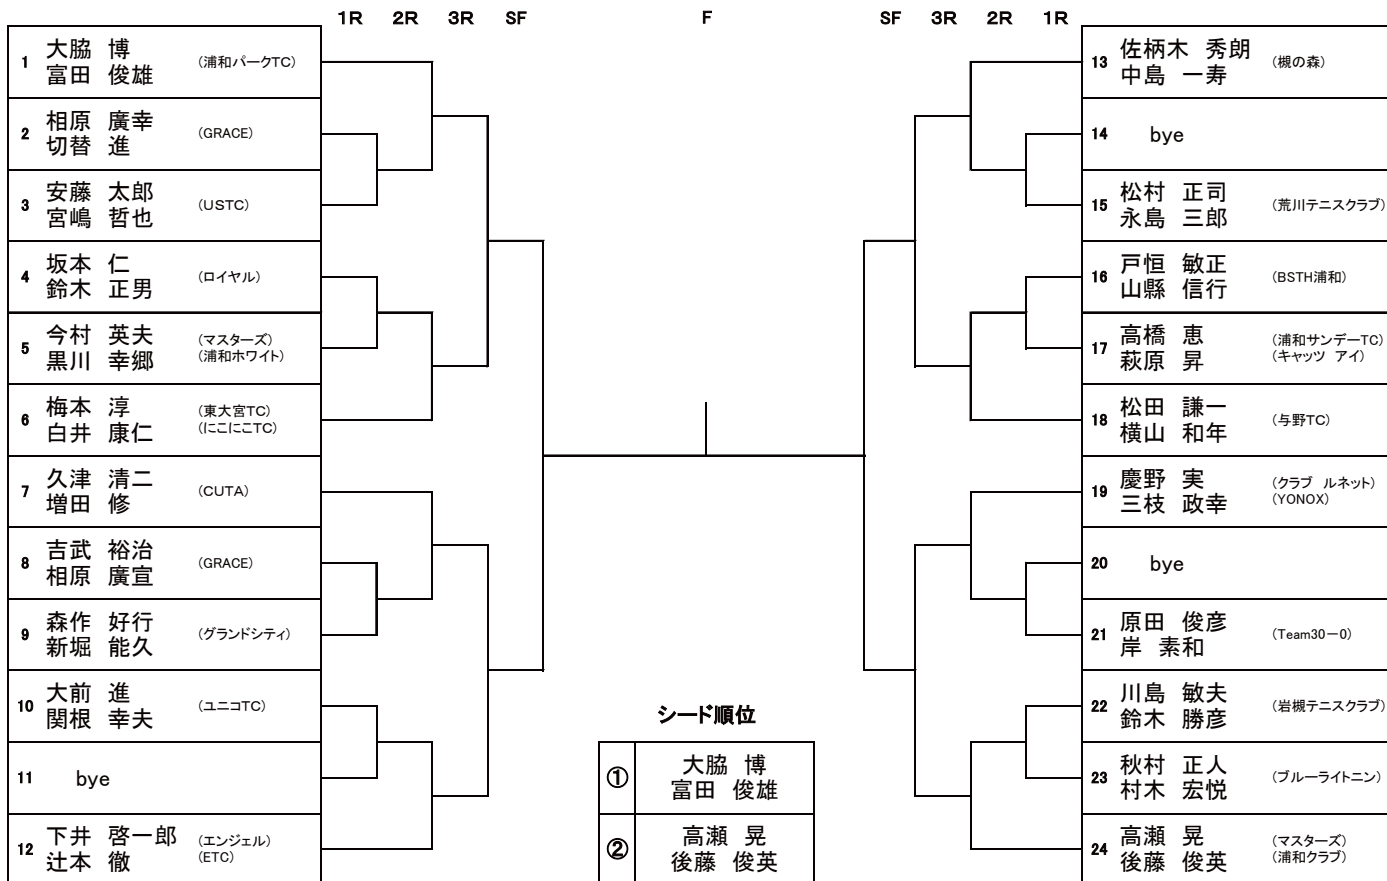 1R 2R 3R SF F SF 3R 2R 1R
1 大脇 博 (浦和パークTC)
富田 俊雄
2 相原 廣幸 (GRACE)
切替 進
3 安藤 太郎 (USTC)
宮嶋 哲也
4 坂本 仁 (ロイヤル)
鈴木 正男
5 今村 英夫 (マスターズ)
黒川 幸郷 (浦和ホワイト)
6 梅本 淳 (東大宮TC)
白井 康仁 (にこにこTC)
7 久津 清二 (CUTA)
増田 修
8 吉武 裕治 (GRACE)
相原 廣宣
9 森作 好行 (グランドシティ)
新堀 能久
10 大前 進 (ユニコTC)
関根 幸夫
11 bye
12 下井 啓一郎 (エンジェル)
辻本 徹 (ETC)
シード順位
① 大脇 博
富田 俊雄
② 高瀬 晃
後藤 俊英
13 佐柄木 秀朗 (槻の森)
中島 一寿
14 bye
15 松村 正司 (荒川テニスクラブ)
永島 三郎
16 戸恒 敏正 (BSTH浦和)
山縣 信行
17 高橋 恵 (浦和サンデーTC)
萩原 昇 (キャッツ アイ)
18 松田 謙一 (与野TC)
横山 和年
19 慶野 実 (クラブ ルネット)
三枝 政幸 (YONOX)
20 bye
21 原田 俊彦 (Team30-0)
岸 素和
22 川島 敏夫 (岩槻テニスクラブ)
鈴木 勝彦
23 秋村 正人 (ブルーライトニン)
村木 宏悦
24 高瀬 晃 (マスターズ)
後藤 俊英 (浦和クラブ)